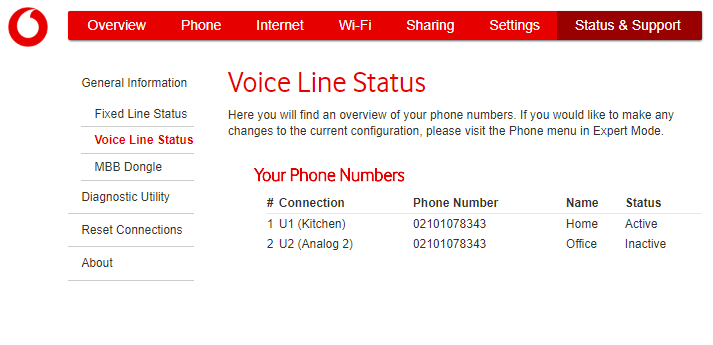 Overview Phone Internet Wi-Fi Sharing Settings Status & Support
General Information
Fixed Line Status
Voice Line Status
MBB Dongle
Diagnostic Utility
Reset Connections
About
Voice Line Status
Here you will find an overview of your phone numbers. If you would like to make any
changes to the current configuration, please visit the Phone menu in Expert Mode.
Your Phone Numbers
# Connection Phone Number Name Status
1 U1 (Kitchen) 02101078343 Home Active
2 U2 (Analog 2) 02101078343 Office Inactive